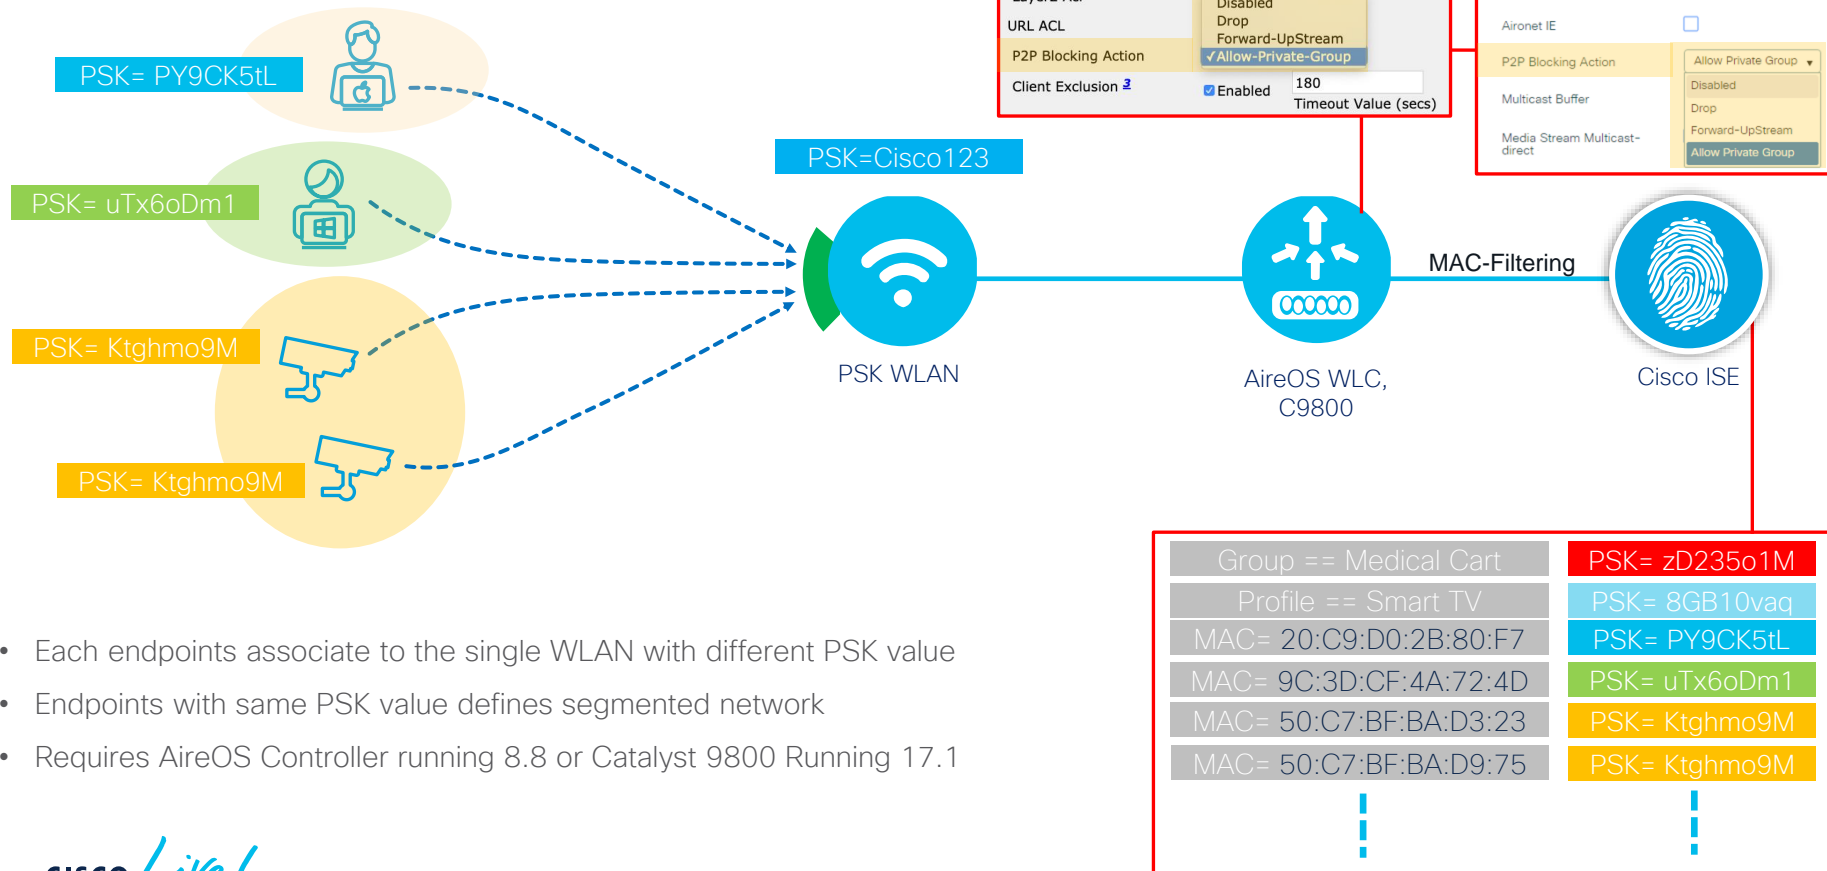 Disabled
URL ACL
Drop
Forward-UpStream
P2P Blocking Action
✓Allow-Private-Group
Client Exclusion 3
Enabled
180
Timeout Value (secs)
Aironet IE
P2P Blocking Action
Allow Private Group
Disabled
Multicast Buffer
Drop
Forward-UpStream
Media Stream Multicast-
direct
Allow Private Group
PSK= PY9CK5tL
PSK=Cisco123
PSK= uTx6oDm1
MAC-Filtering
PSK= Ktghmo9M
PSK WLAN
AireOS WLC,
C9800
Cisco ISE
PSK= Ktghmo9M
Group == Medical Cart
PSK= zD235o1M
Profile == Smart TV
PSK= 8GB10vaq
MAC= 20:C9:D0:2B:80:F7
PSK= PY9CK5tL
MAC= 9C:3D:CF:4A:72:4D
PSK= uTx6oDm1
MAC= 50:C7:BF:BA:D3:23
PSK= Ktghmo9M
MAC= 50:C7:BF:BA:D9:75
PSK= Ktghmo9M
• Each endpoints associate to the single WLAN with different PSK value
• Endpoints with same PSK value defines segmented network
• Requires AireOS Controller running 8.8 or Catalyst 9800 Running 17.1
cisco Live!